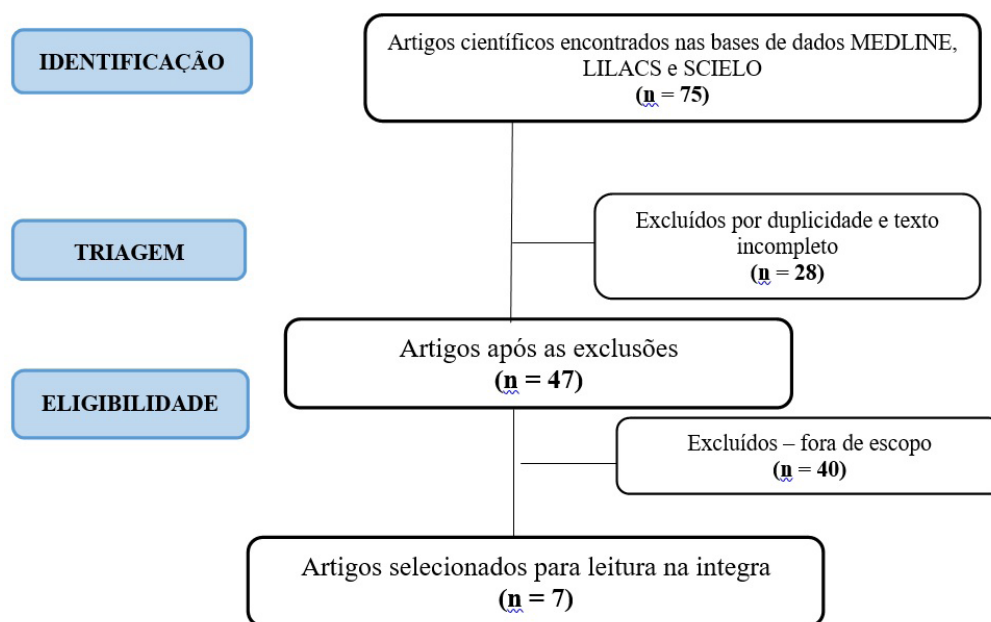 IDENTIFICAÇÃO
Artigos científicos encontrados nas bases de dados MEDLINE,
LILACS e SCIELO
(n = 75)
TRIAGEM
Excluídos por duplicidade e texto
incompleto
(n = 28)
Artigos após as exclusões
(n = 47)
ELIGIBILIDADE
Excluídos – fora de escopo
(n = 40)
Artigos selecionados para leitura na integra
(n = 7)